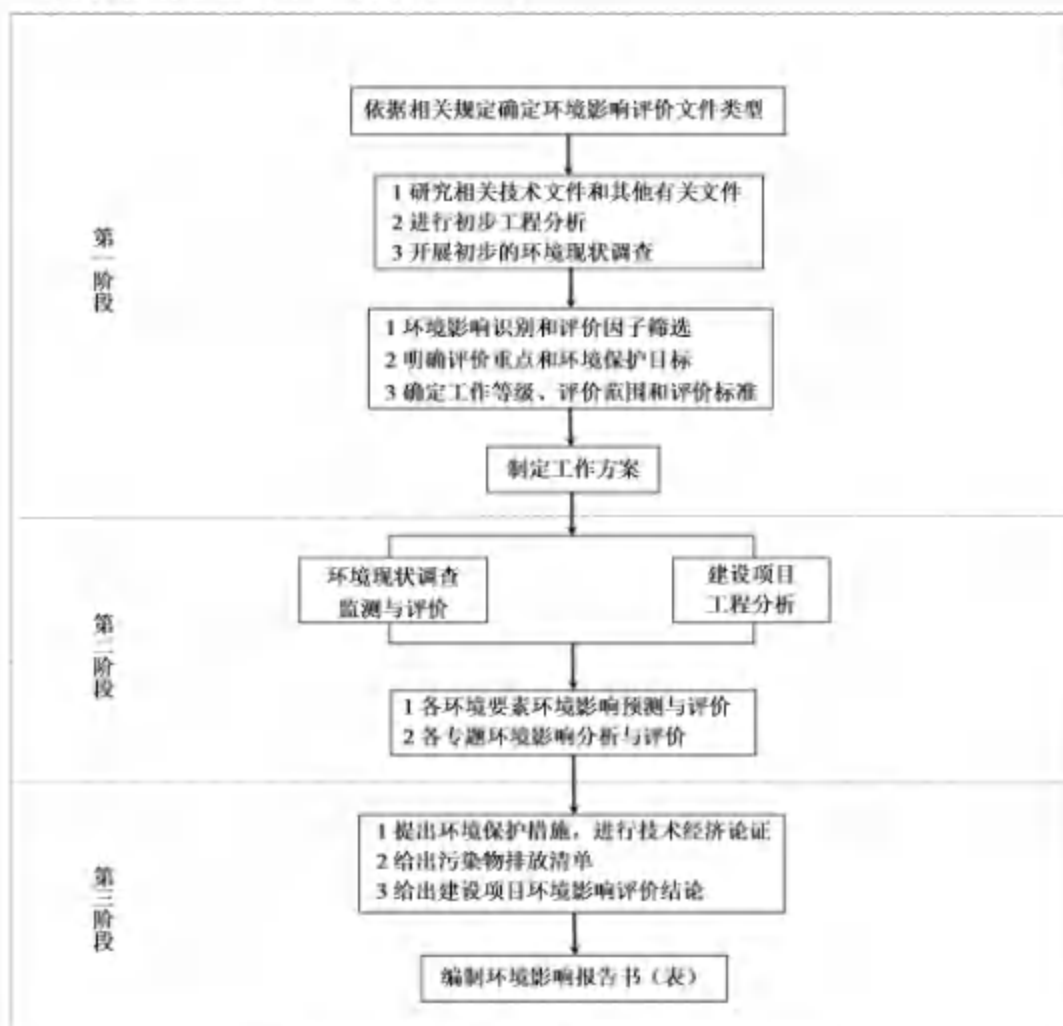 依据相关规定确定环境影响评价文件类型
1 研究相关技术文件和其他有关文件
2 进行初步工程分析
3 开展初步的环境现状调查
第一阶段
1 环境影响识别和评价因子筛选
2 明确评价重点和环境保护目标
3 确定工作等级、评价范围和评价标准
制定工作方案
环境现状调查
监测与评价
建设项目
工程分析
第二阶段
1 各环境要素环境影响预测与评价
2 各专题环境影响分析与评价
1 提出环境保护措施，进行技术经济论证
2 给出污染物排放清单
3 给出建设项目环境影响评价结论
第三阶段
编制环境影响报告书（表）